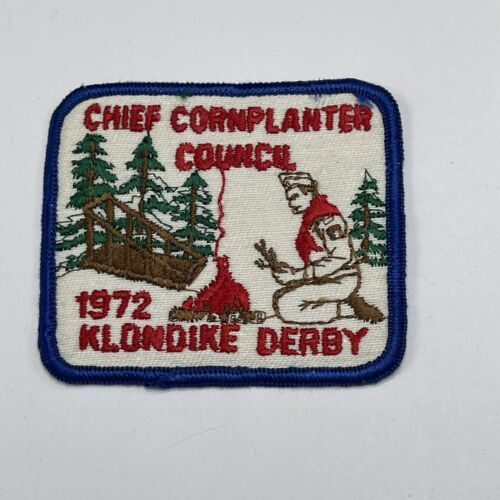 CHIEF CORNPLANTER
COUNCIL
1972
KLONDIKE DERBY